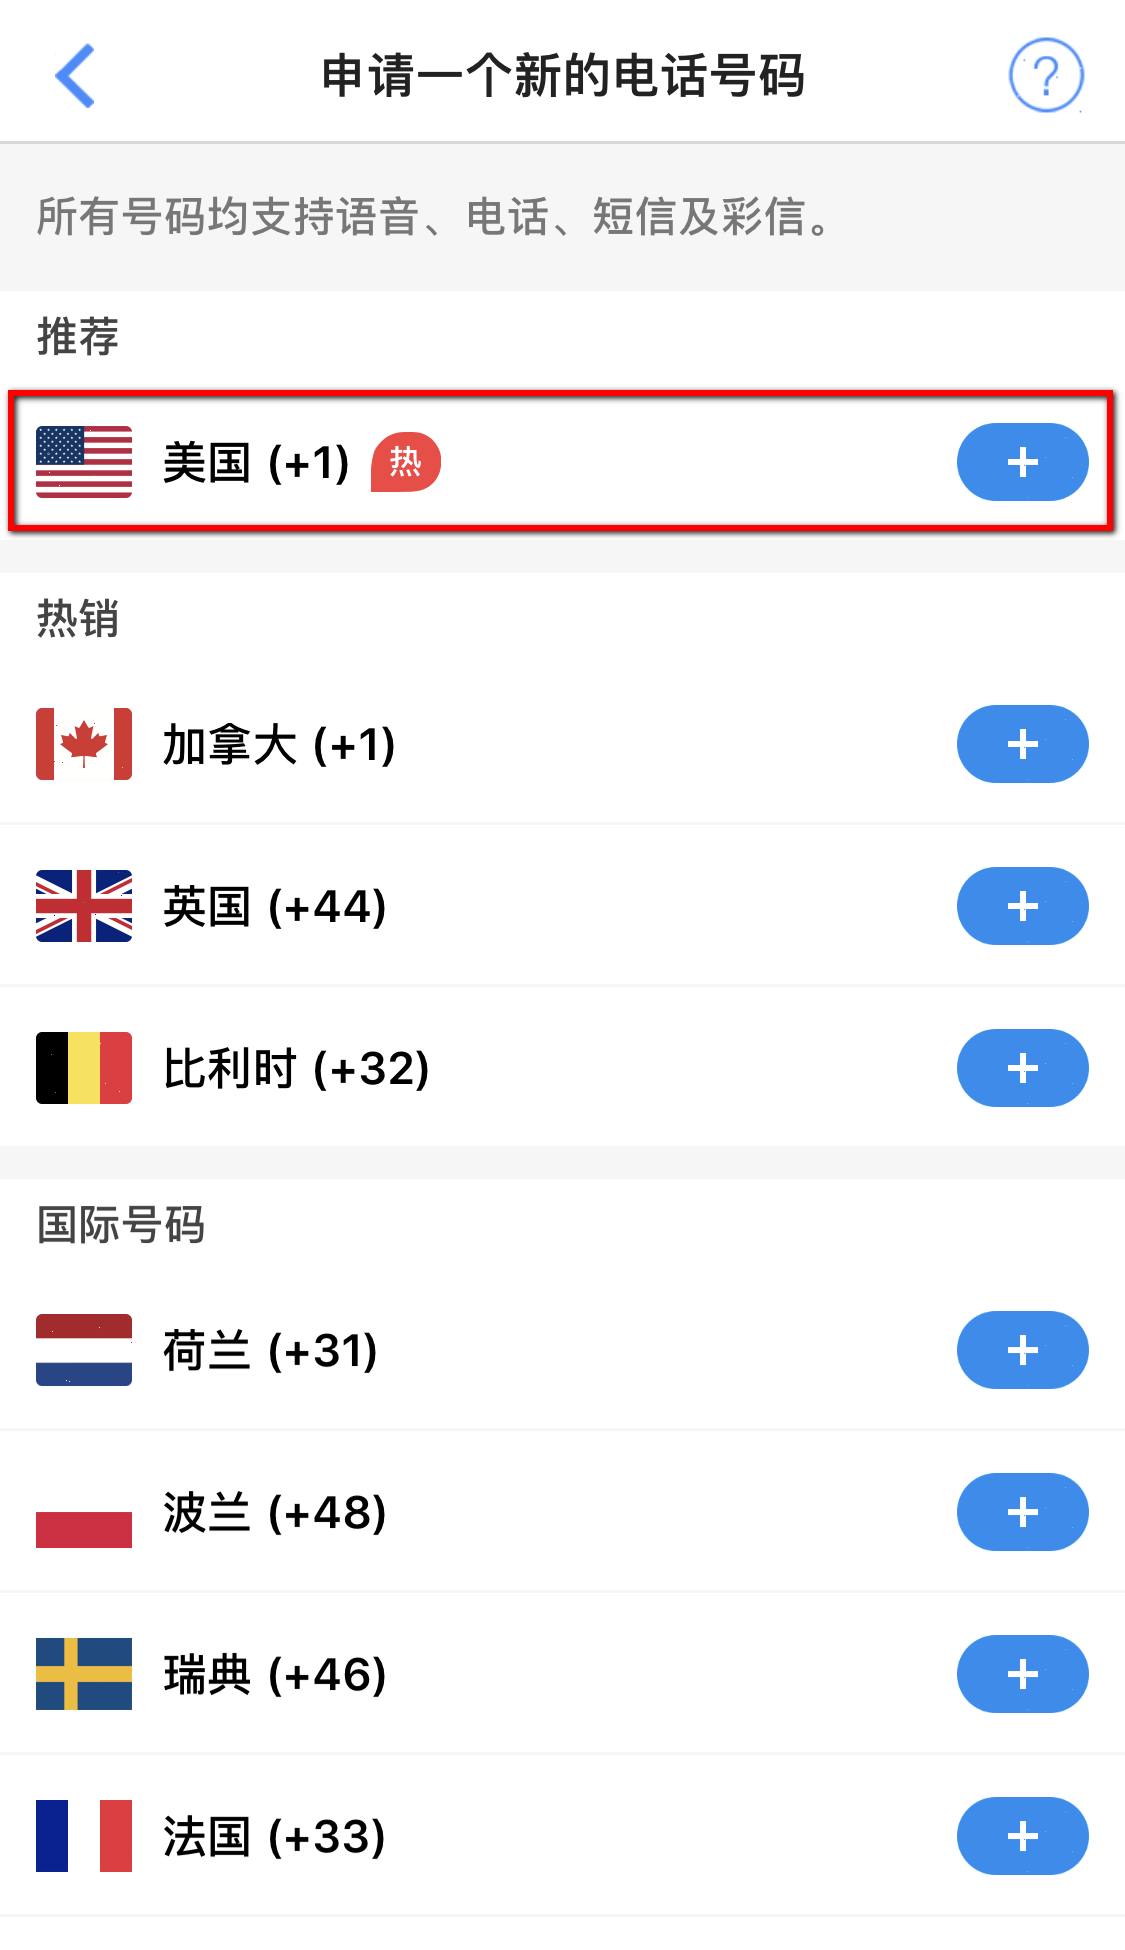 申请一个新的电话号码
?
所有号码均支持语音、电话、短信及彩信。
推荐
美国 (+1) 热
热销
加拿大 (+1)
英国 (+44)
比利时 (+32)
国际号码
荷兰 (+31)
波兰 (+48)
瑞典 (+46)
法国 (+33)